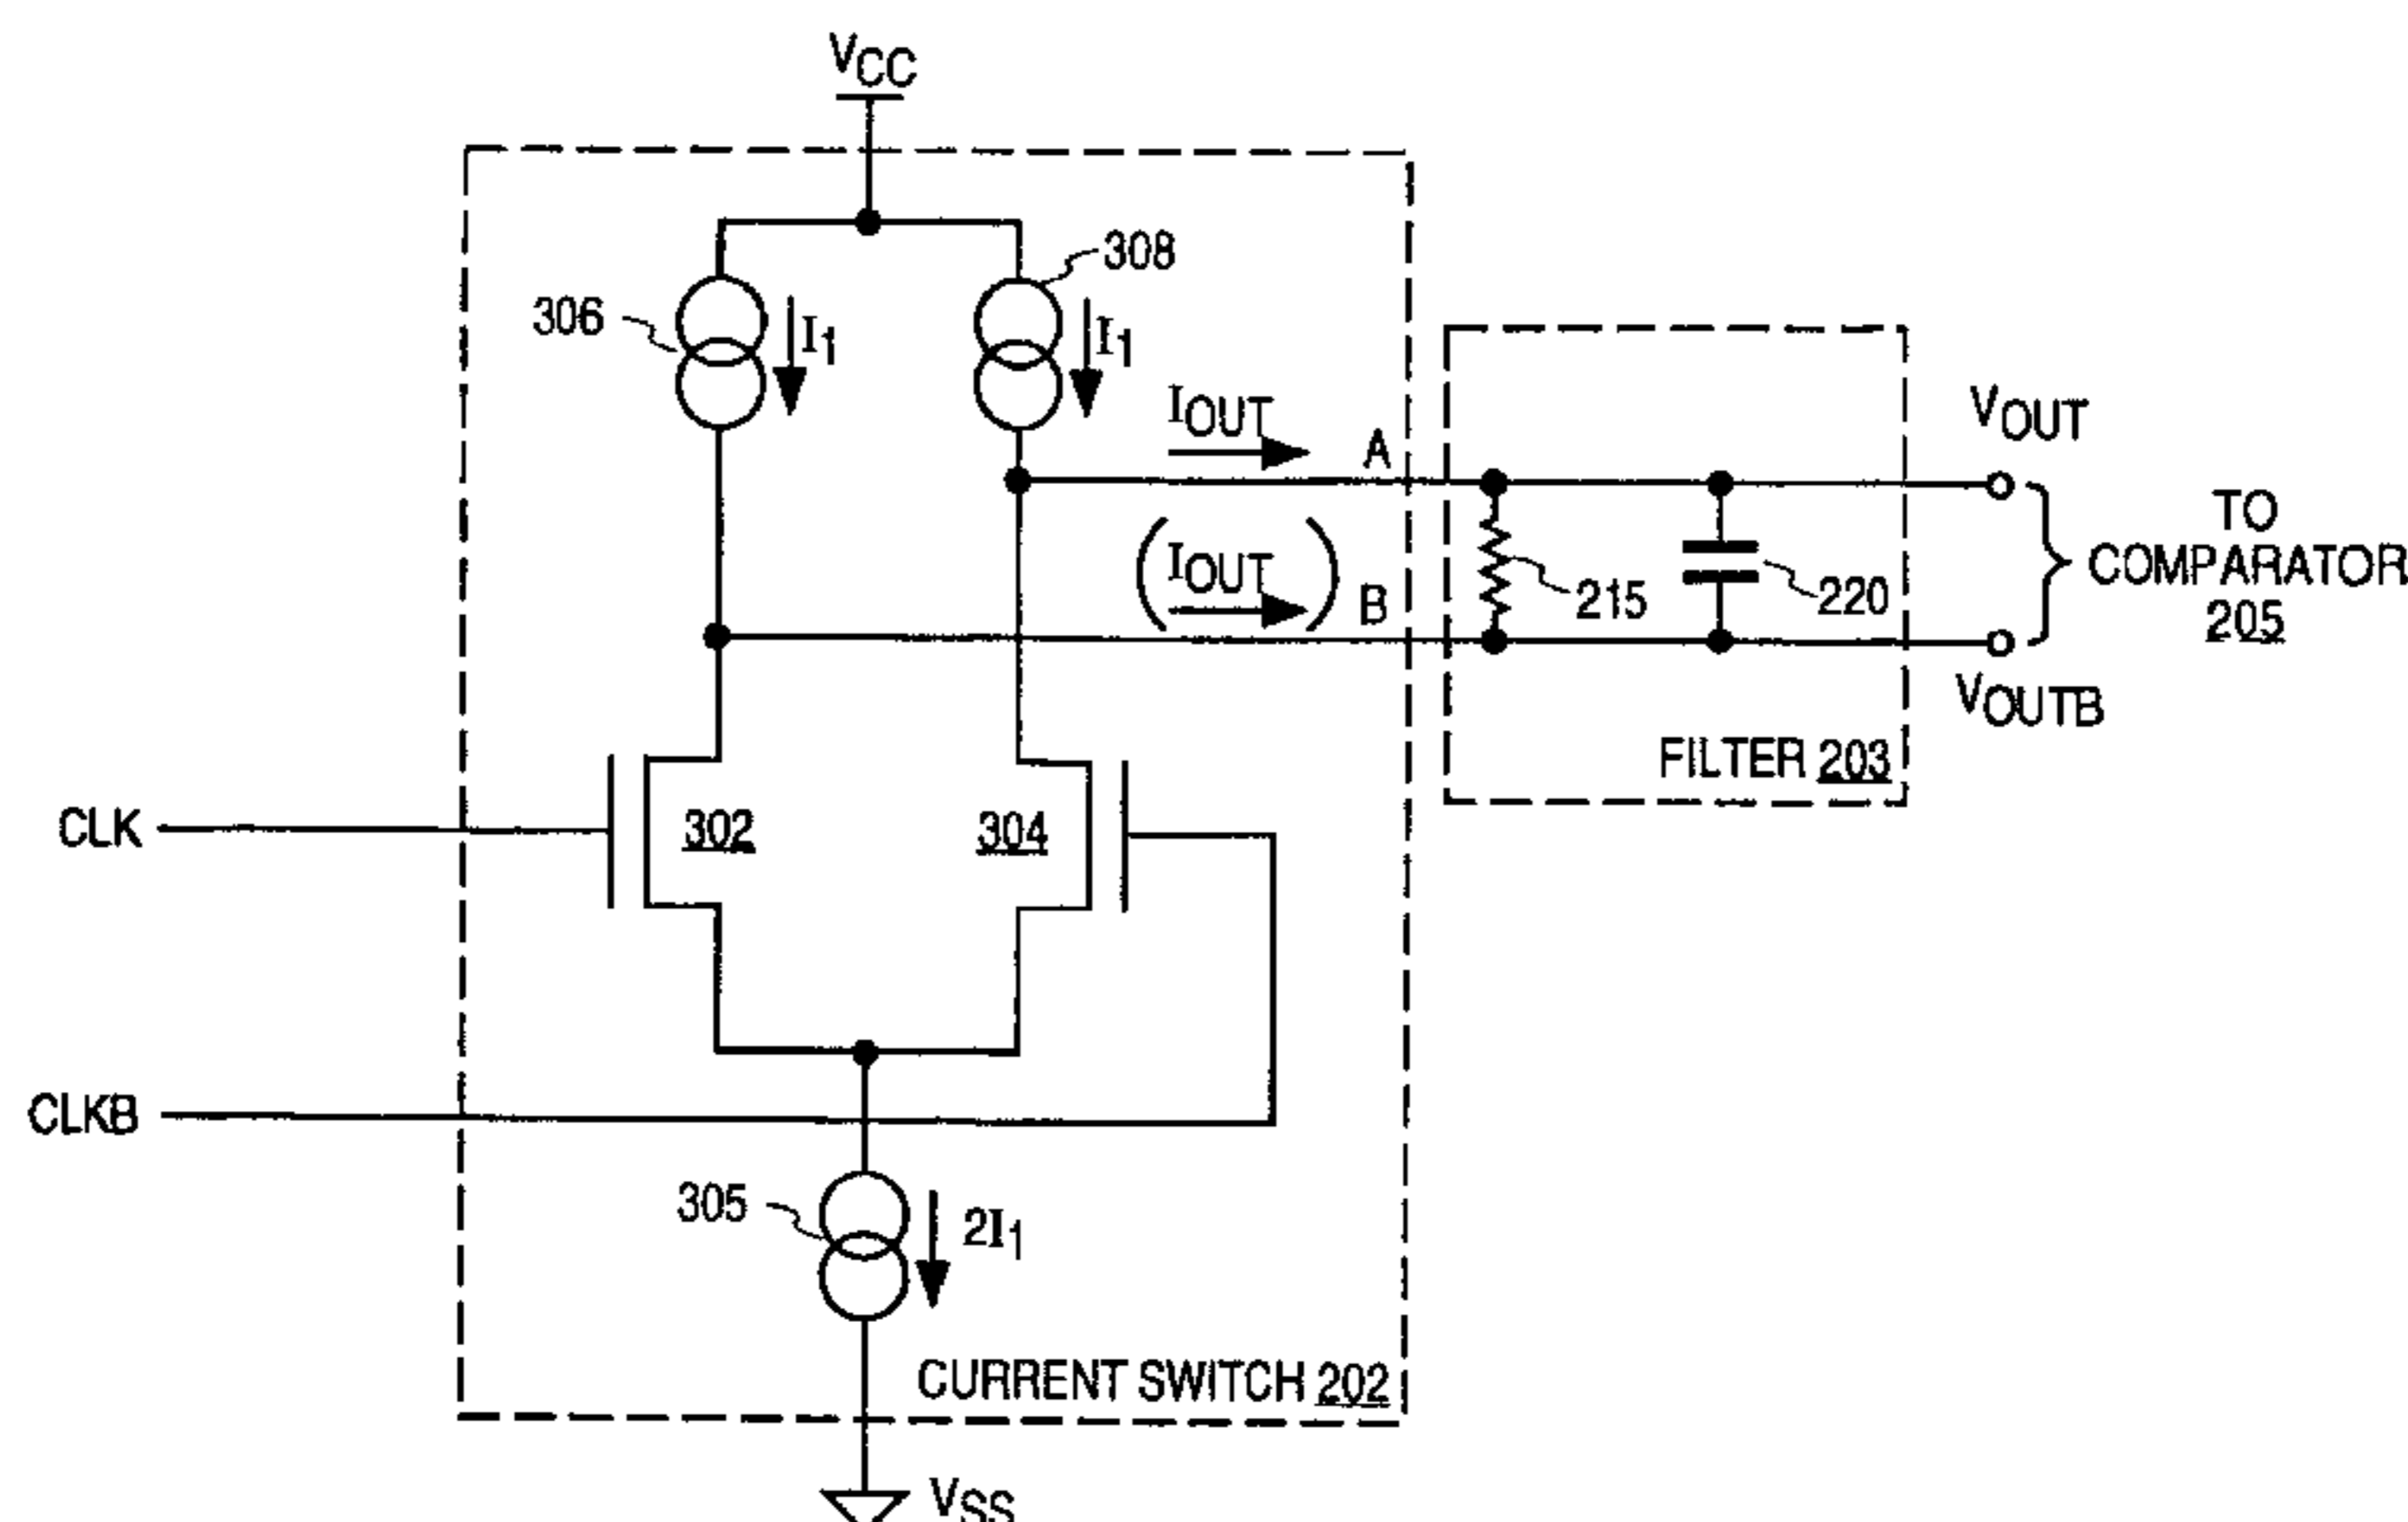 VCC
308
306
I1
I1
IOUT
A
VOUT
TO
COMPARATOR
205
(IOUT)
B
215
220
VOUTB
FILTER 203
CLK
302
304
CLKB
305
2I1
CURRENT SWITCH 202
VSS